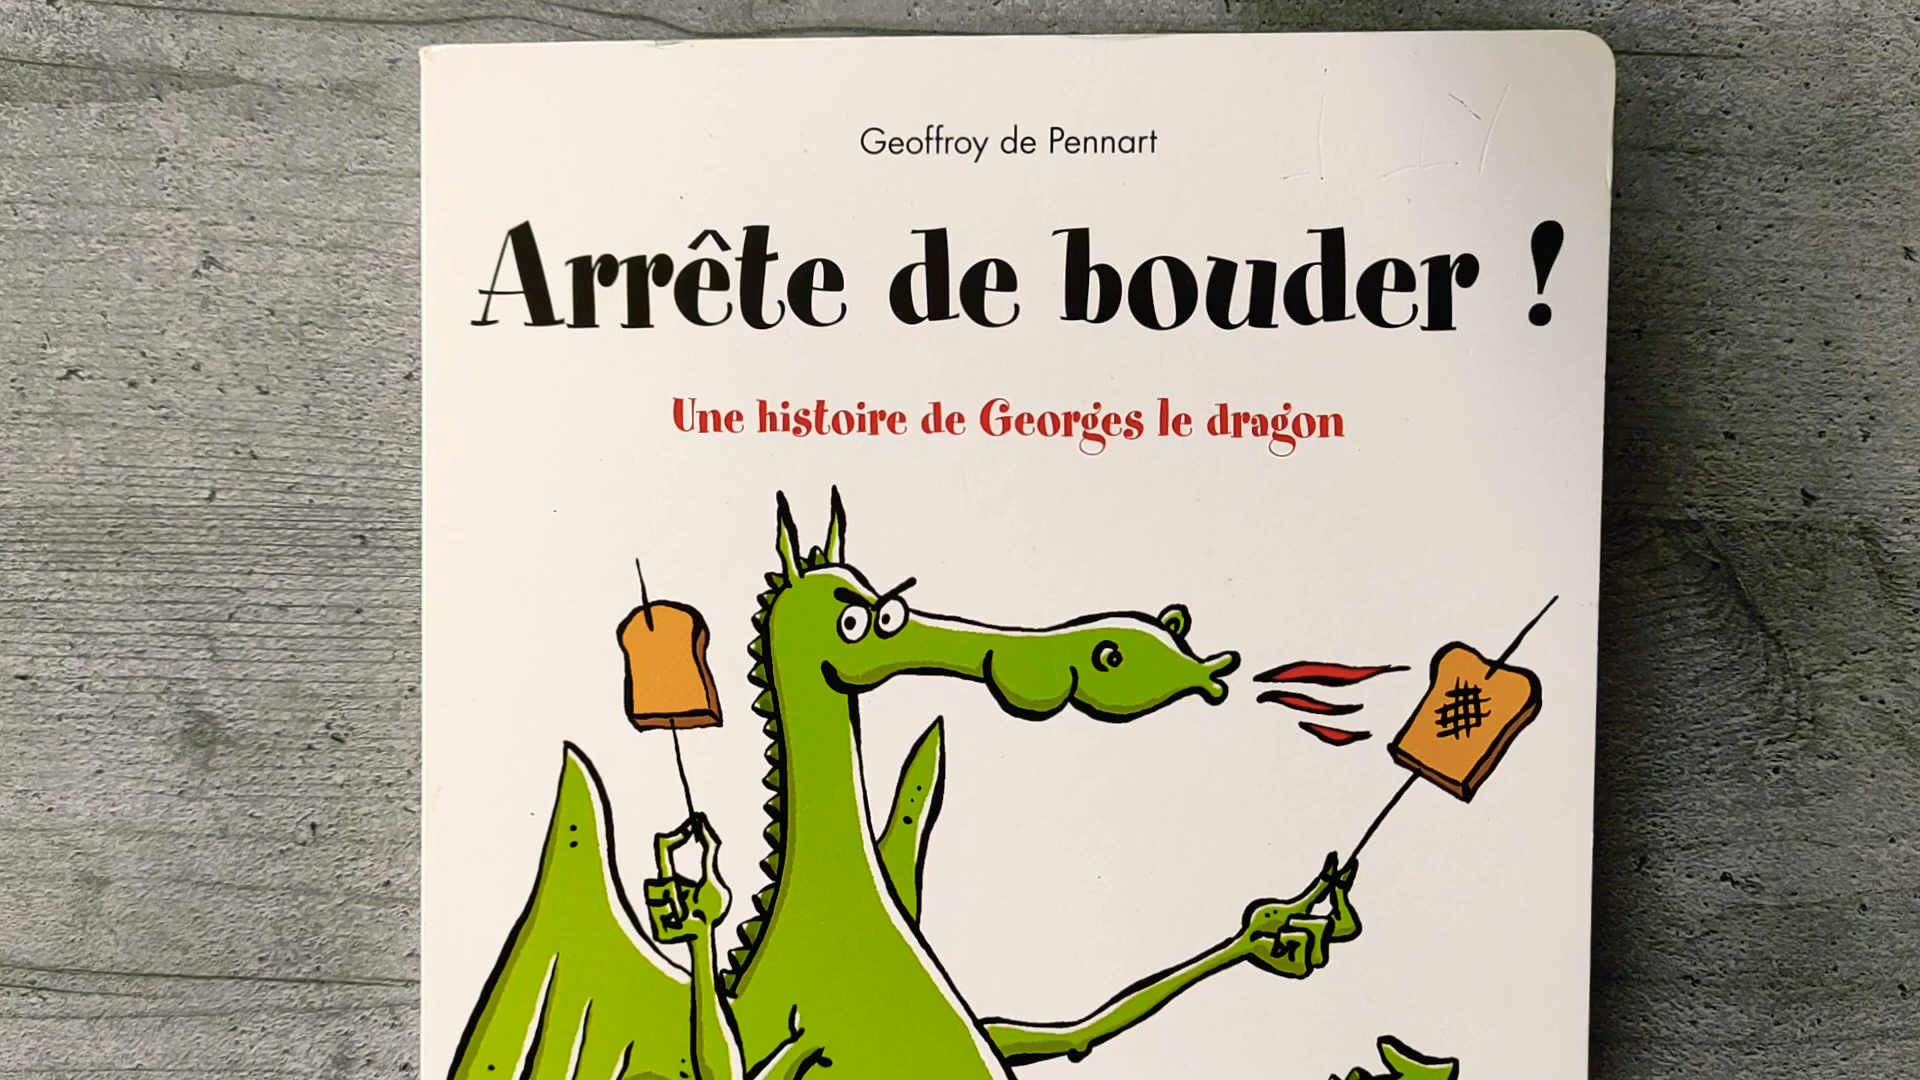 Geoffroy de Pennart
Arrête de bouder !
Une histoire de Georges le dragon